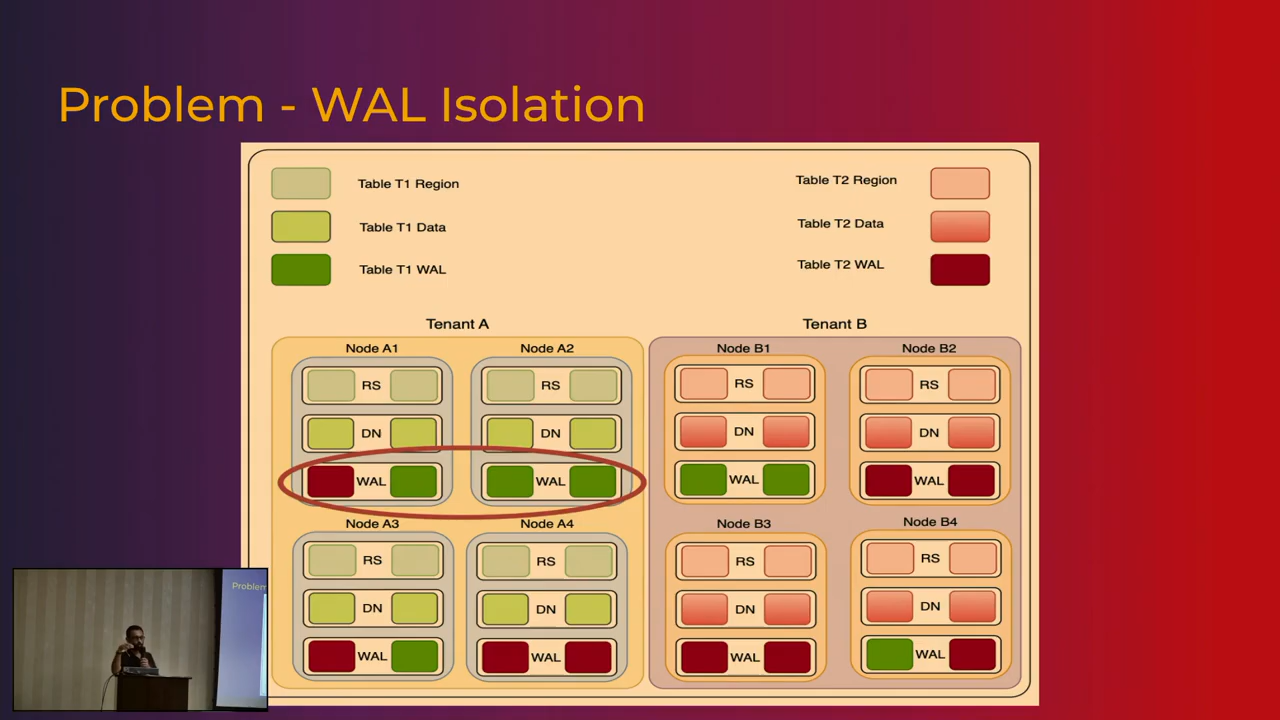 Problem - WAL Isolation
Table T1 Region
Table T2 Region
Table T1 Data
Table T2 Data
Table T1 WAL
Table T2 WAL
Tenant A
Tenant B
Node A1
Node A2
Node B1
Node B2
RS
RS
RS
RS
DN
DN
DN
DN
WAL
WAL
WAL
WAL
Node A3
Node A4
Node B3
Node B4
RS
RS
RS
RS
DN
DN
DN
DN
WAL
WAL
WAL
WAL
Problem